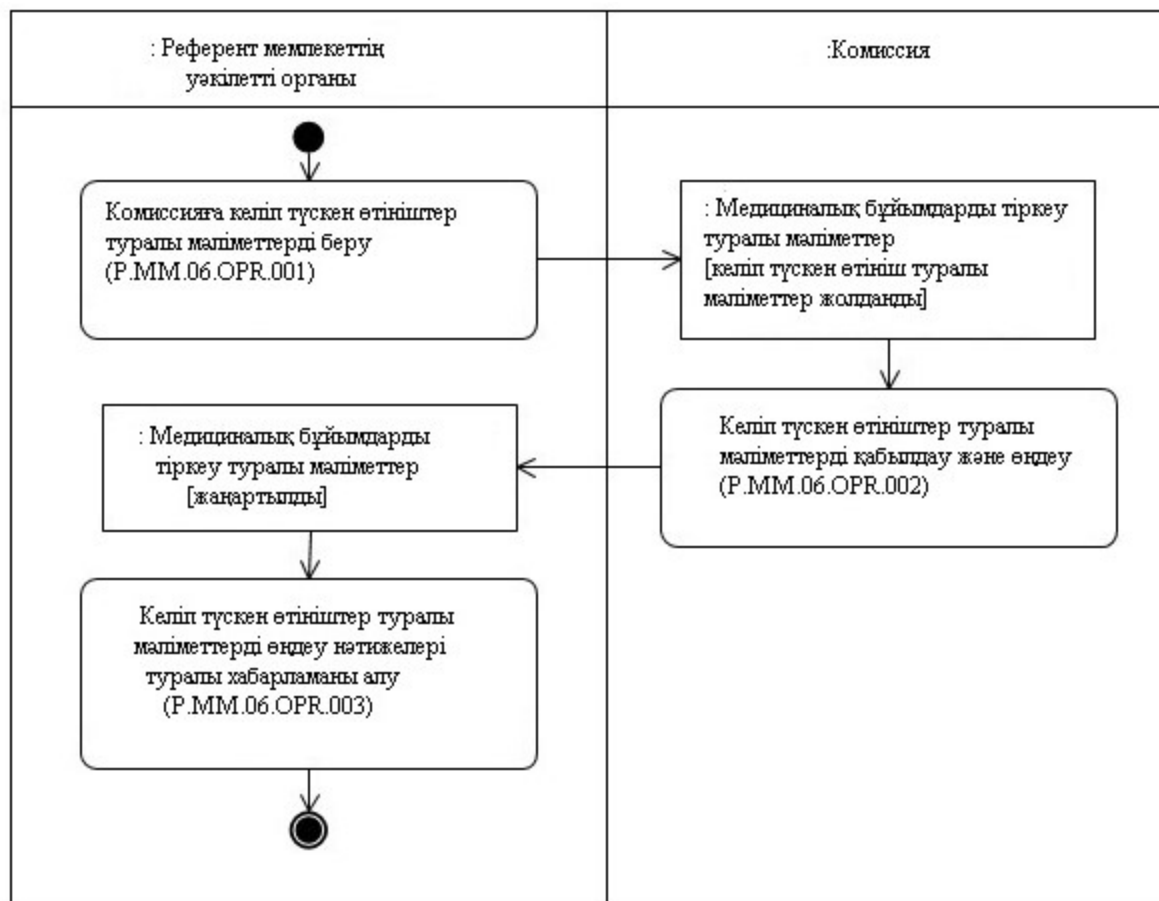 : Референт мемлекеттің
уәкілетті органы
:Комиссия
Комиссияға келіп түскен өтініштер
туралы мәліметтерді беру
(P.MM.06.OPR.001)
: Медициналық бұйымдарды тіркеу
туралы мәліметтер
[келіп түскен өтініш туралы
мәліметтер жолданды]
Келіп түскен өтініштер туралы
мәліметтерді қабылдау және өңдеу
(P.MM.06.OPR.002)
: Медициналық бұйымдарды
тіркеу туралы мәліметтер
[жаңартылды]
Келіп түскен өтініштер туралы
мәліметтерді өңдеу нәтижелері
туралы хабарламаны алу
(P.MM.06.OPR.003)